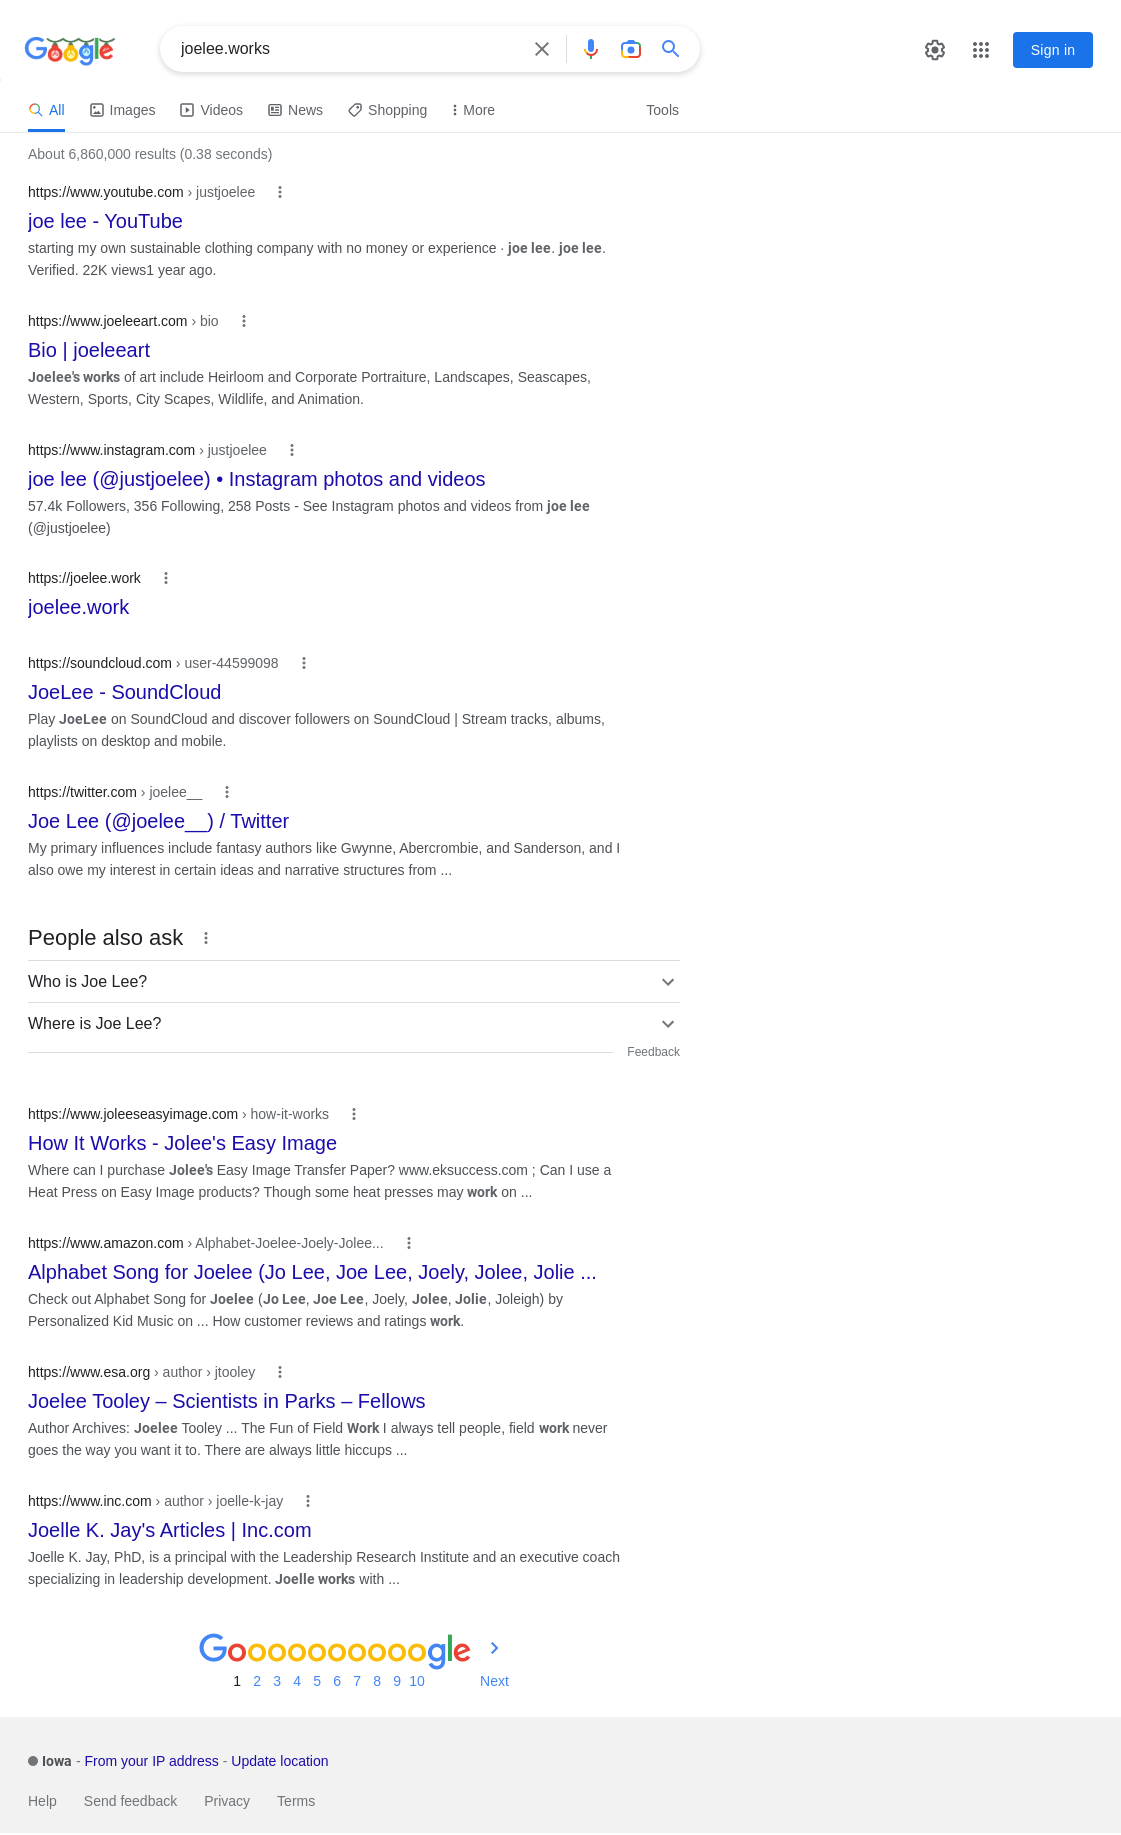 Google
joelee.works
Sign in
All
Images
Videos
News
Shopping
More
Tools
About 6,860,000 results (0.38 seconds)
https://www.youtube.com › justjoelee
joe lee - YouTube
starting my own sustainable clothing company with no money or experience · joe lee. joe lee.
Verified. 22K views1 year ago.
https://www.joeleeart.com › bio
Bio | joeleeart
Joelee's works of art include Heirloom and Corporate Portraiture, Landscapes, Seascapes,
Western, Sports, City Scapes, Wildlife, and Animation.
https://www.instagram.com › justjoelee
joe lee (@justjoelee) • Instagram photos and videos
57.4k Followers, 356 Following, 258 Posts - See Instagram photos and videos from joe lee
(@justjoelee)
https://joelee.work
joelee.work
https://soundcloud.com › user-44599098
JoeLee - SoundCloud
Play JoeLee on SoundCloud and discover followers on SoundCloud | Stream tracks, albums,
playlists on desktop and mobile.
https://twitter.com › joelee__
Joe Lee (@joelee__) / Twitter
My primary influences include fantasy authors like Gwynne, Abercrombie, and Sanderson, and I
also owe my interest in certain ideas and narrative structures from ...
People also ask
Who is Joe Lee?
Where is Joe Lee?
Feedback
https://www.joleeseasyimage.com › how-it-works
How It Works - Jolee's Easy Image
Where can I purchase Jolee's Easy Image Transfer Paper? www.eksuccess.com ; Can I use a
Heat Press on Easy Image products? Though some heat presses may work on ...
https://www.amazon.com › Alphabet-Joelee-Joely-Jolee...
Alphabet Song for Joelee (Jo Lee, Joe Lee, Joely, Jolee, Jolie ...
Check out Alphabet Song for Joelee (Jo Lee, Joe Lee, Joely, Jolee, Jolie, Joleigh) by
Personalized Kid Music on ... How customer reviews and ratings work.
https://www.esa.org › author › jtooley
Joelee Tooley – Scientists in Parks – Fellows
Author Archives: Joelee Tooley ... The Fun of Field Work I always tell people, field work never
goes the way you want it to. There are always little hiccups ...
https://www.inc.com › author › joelle-k-jay
Joelle K. Jay's Articles | Inc.com
Joelle K. Jay, PhD, is a principal with the Leadership Research Institute and an executive coach
specializing in leadership development. Joelle works with ...
Goooooooooogle
1 2 3 4 5 6 7 8 9 10 Next
Iowa - From your IP address - Update location
Help Send feedback Privacy Terms